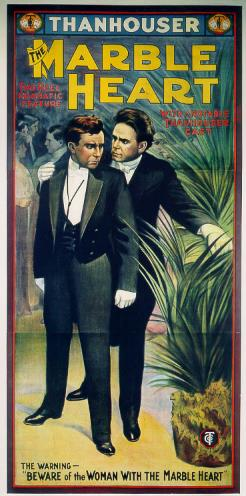 THANHOUSER
THE
MARBLE
HEART
TWO REEL
DRAMATIC
FEATURE
WITH A NOTABLE
THANHOUSER
CAST
THE WARNING—
"BEWARE OF THE WOMAN WITH THE MARBLE HEART"